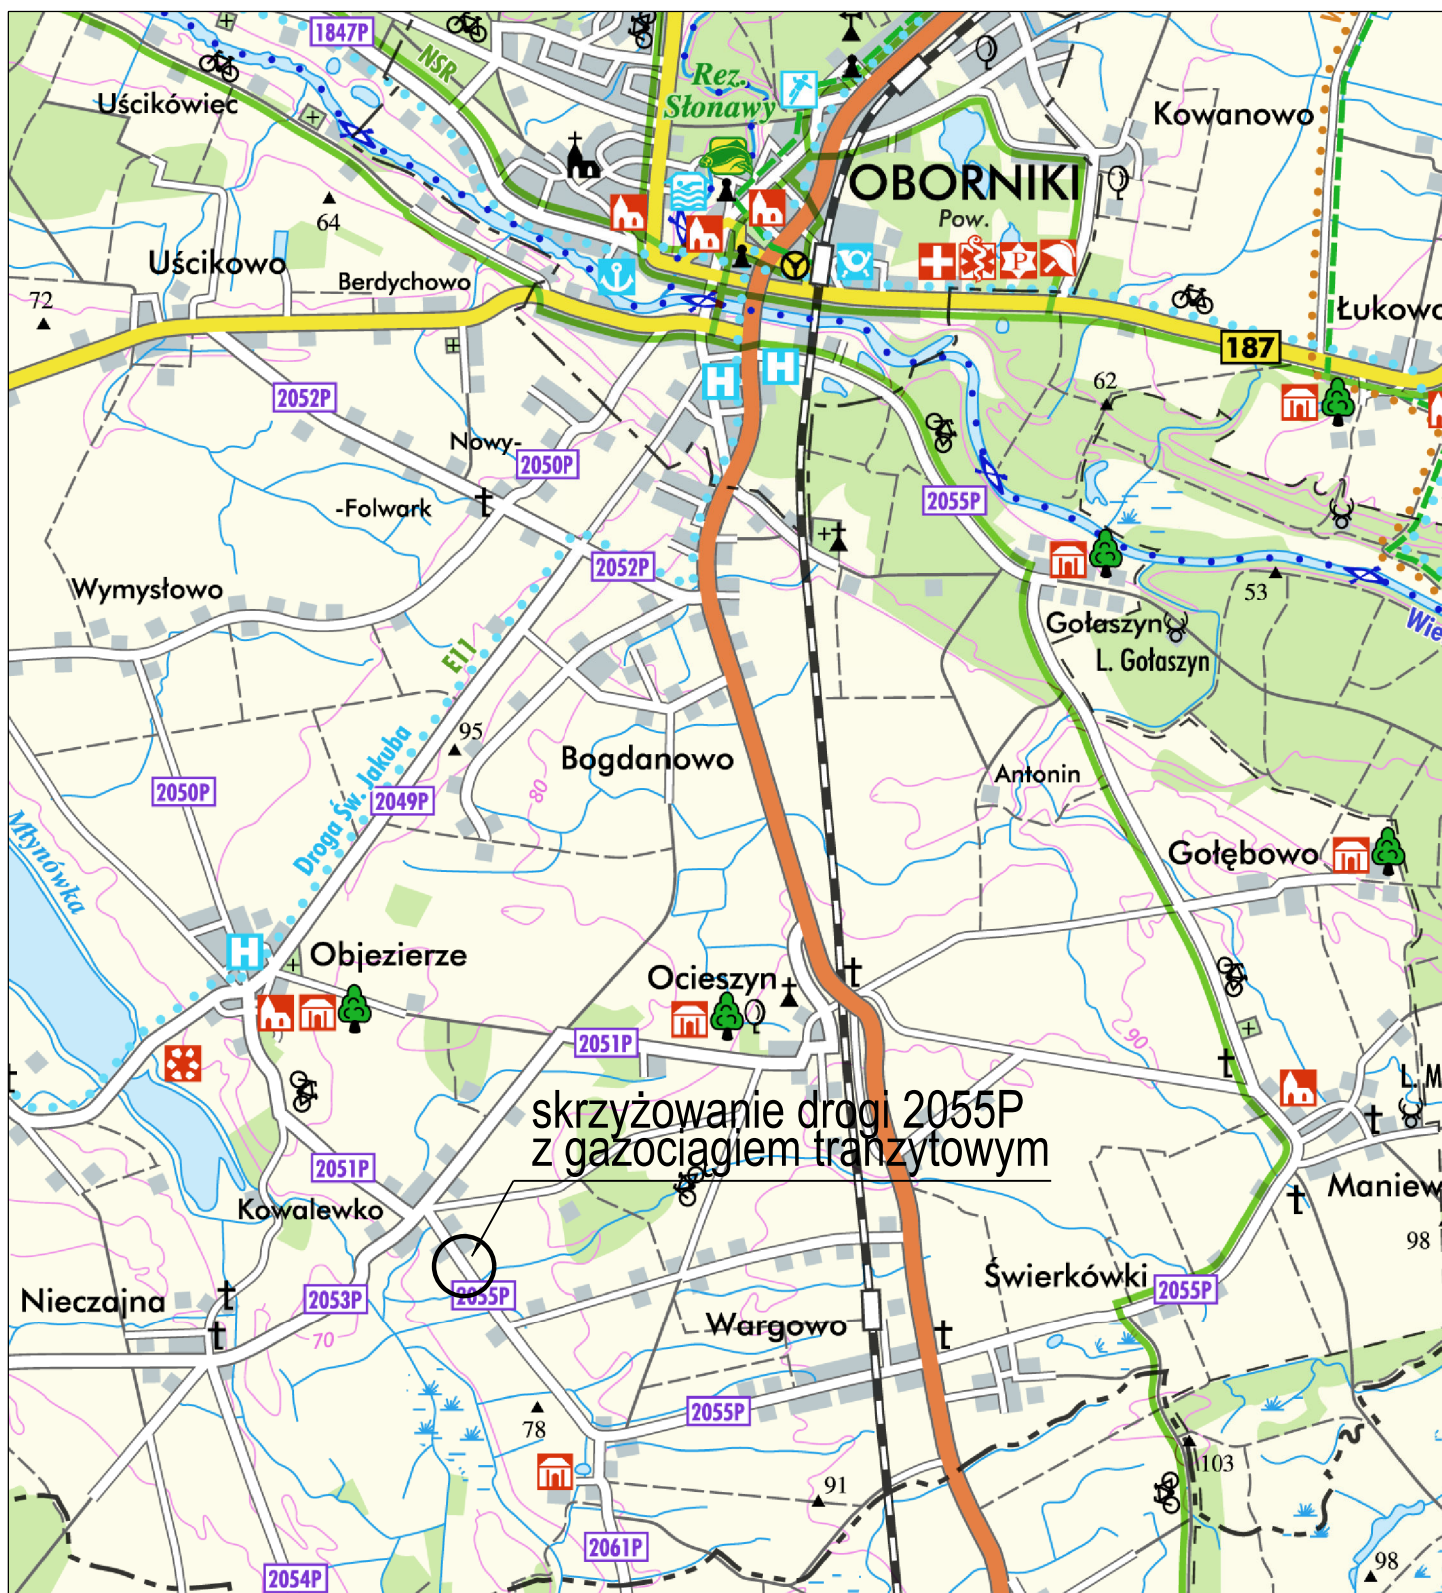 1847P
NSR
Rez.
Słonawy
Uścikówiec
Kowanowo
OBORNIKI
Pow.
64
Uścikowo
Berdychowo
72
Łukowo
187
2052P
62
Nowy-
2050P
-Folwark
2055P
2052P
Wymysłowo
53
Gołaszyn
L. Gołaszyn
Wie
E11
95
Bogdanowo
Droga Św. Jakuba
80
Antonin
2050P
2049P
Młynówka
Gołębowo
Objezierze
Ocieszyn
2051P
90
L. M
skrzyżowanie drogi 2055P
z gazociągiem tranzytowym
2051P
Kowalewko
Maniew
98
Nieczajna
2053P
2055P
Świerkówki
2055P
70
Wargowo
78
2055P
103
91
2061P
2054P
98